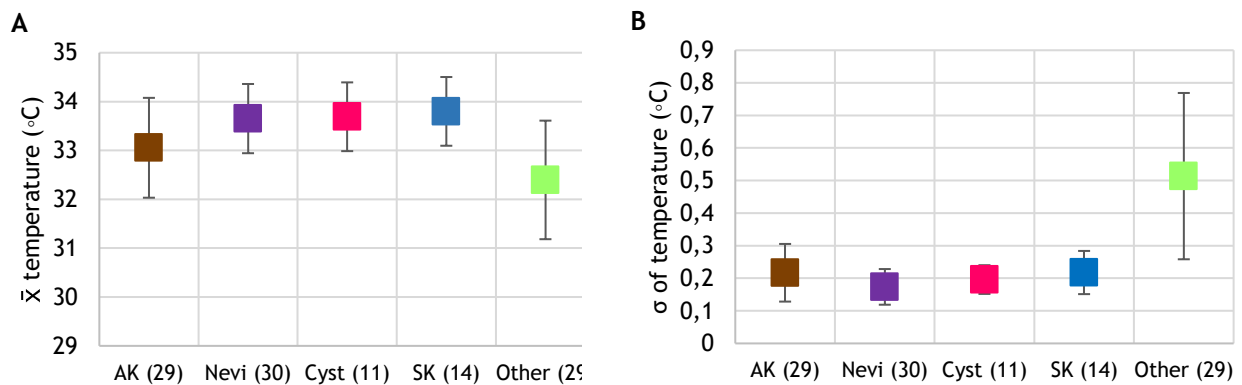 A
x̄ temperature (◦C)
35
34
33
32
31
30
29
AK (29) Nevi (30) Cyst (11) SK (14) Other (29
B
σ of temperature (◦C)
0,9
0,8
0,7
0,6
0,5
0,4
0,3
0,2
0,1
0
AK (29) Nevi (30) Cyst (11) SK (14) Other (29)